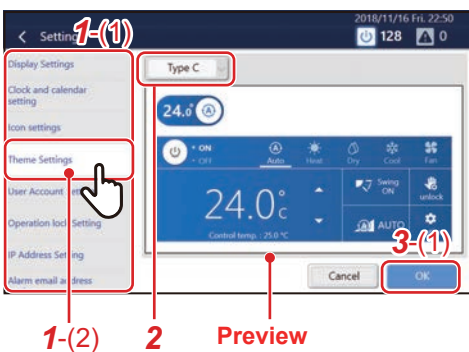 2018/11/16 Fri. 22:50
Setting
1-(1)
128
0
Display Settings
Clock and calendar
setting
Icon settings
Theme Settings
User Account
Operation lock Setting
IP Address Setting
Alarm email address
Type C
24.0°
A
ON
OFF
Auto
Heat
Dry
Cool
Fan
24.0°c
Control temp. : 25.0 °C
Swing
ON
unlock
AUTO
3-(1)
Cancel
OK
1-(2)
2
Preview